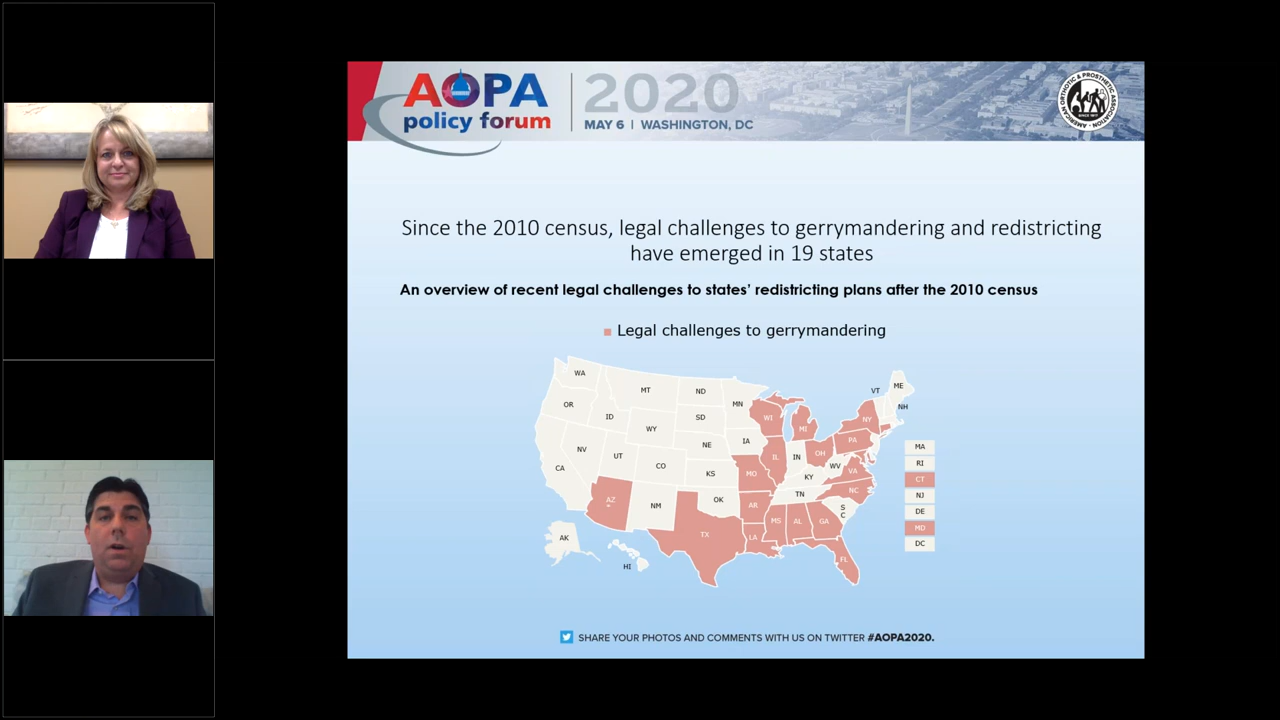 AOPA
policy forum
2020
MAY 6 | WASHINGTON, DC
AMERICAN ORTHOTIC & PROSTHETIC ASSOCIATION
Since the 2010 census, legal challenges to gerrymandering and redistricting
have emerged in 19 states
An overview of recent legal challenges to states’ redistricting plans after the 2010 census
Legal challenges to gerrymandering
WA
MT
ND
MN
VT
ME
OR
ID
SD
WI
MI
NY
NH
WY
NV
UT
NE
IA
PA
CA
CO
KS
IL
IN
OH
WV
VA
MO
KY
NC
AZ
*
NM
OK
AR
TN
S
C
TX
LA
MS
AL
GA
FL
AK
HI
MA
RI
CT
NJ
DE
MD
DC
SHARE YOUR PHOTOS AND COMMENTS WITH US ON TWITTER #AOPA2020.